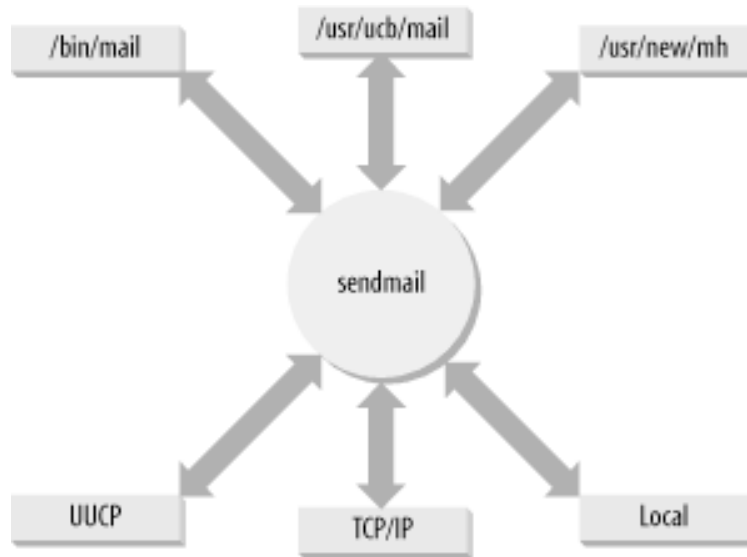 /bin/mail
/usr/ucb/mail
/usr/new/mh
sendmail
UUCP
TCP/IP
Local